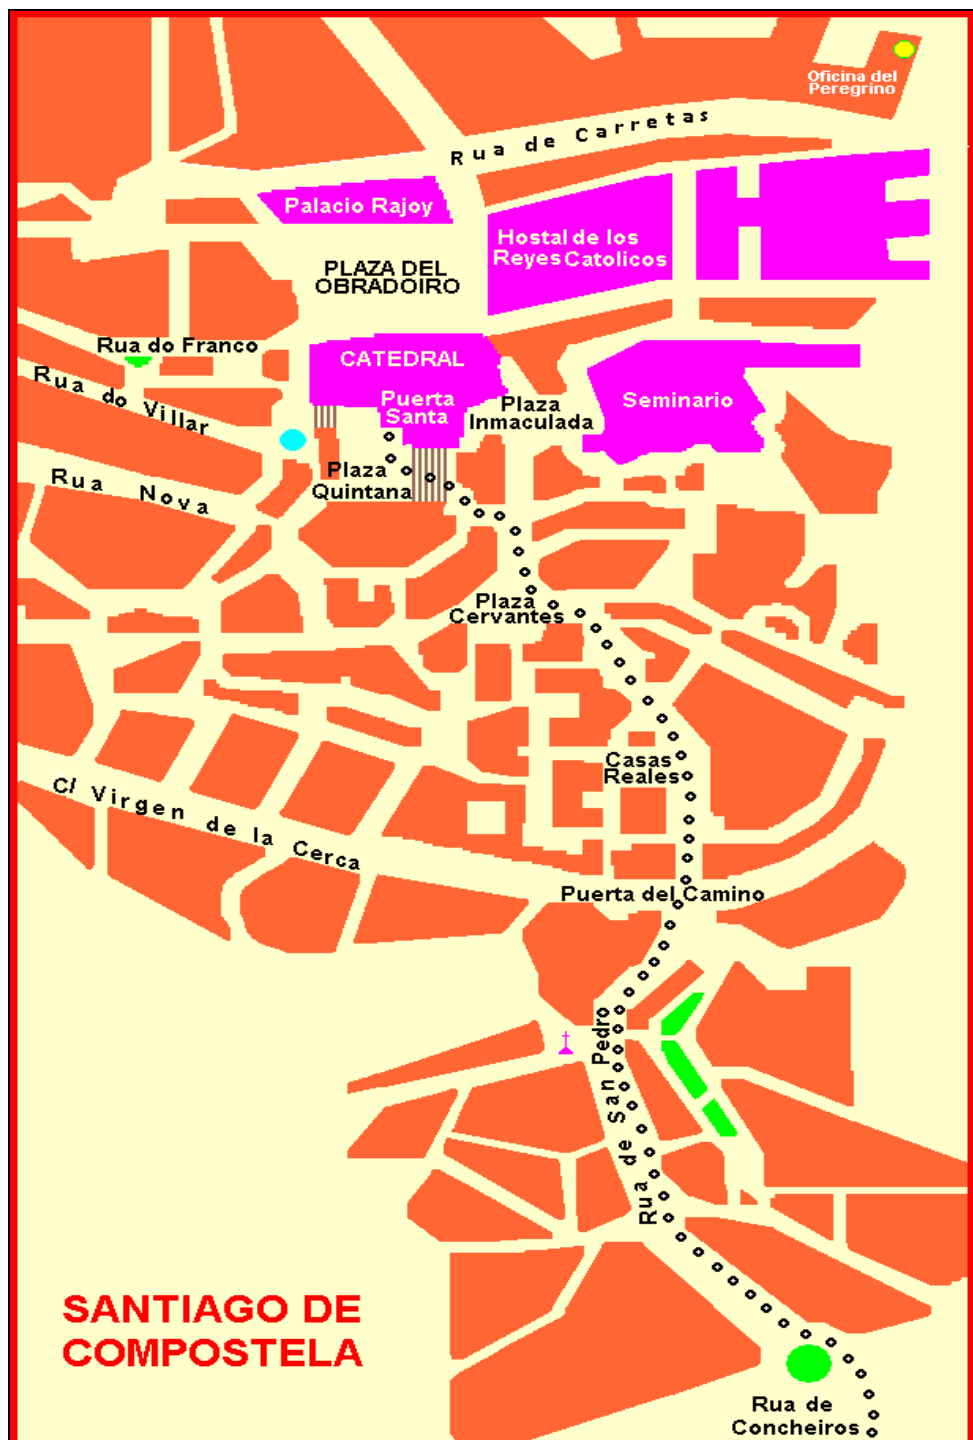 Oficina del
Peregrino
Rua de Carretas
Palacio Rajoy
Hostal de los
Reyes Catolicos
PLAZA DEL
OBRADOIRO
Rua do Franco
CATEDRAL
Rua do Villar
Puerta
Santa
Plaza
Inmaculada
Seminario
Plaza
Quintana
Rua Nova
Plaza
Cervantes
Casas
Reales
C/ Virgen de la Cerca
Puerta del Camino
Rua de San Pedro
SANTIAGO DE
COMPOSTELA
Rua de
Concheiros